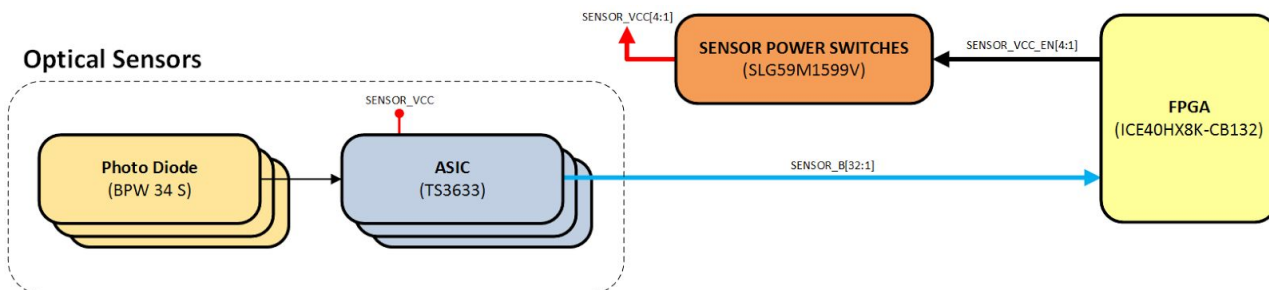 SENSOR_VCC[4:1]
SENSOR POWER SWITCHES
(SLG59M1599V)
SENSOR_VCC_EN[4:1]
FPGA
(ICE40HX8K-CB132)
Optical Sensors
SENSOR_VCC
Photo Diode
(BPW 34 S)
ASIC
(TS3633)
SENSOR_B[32:1]